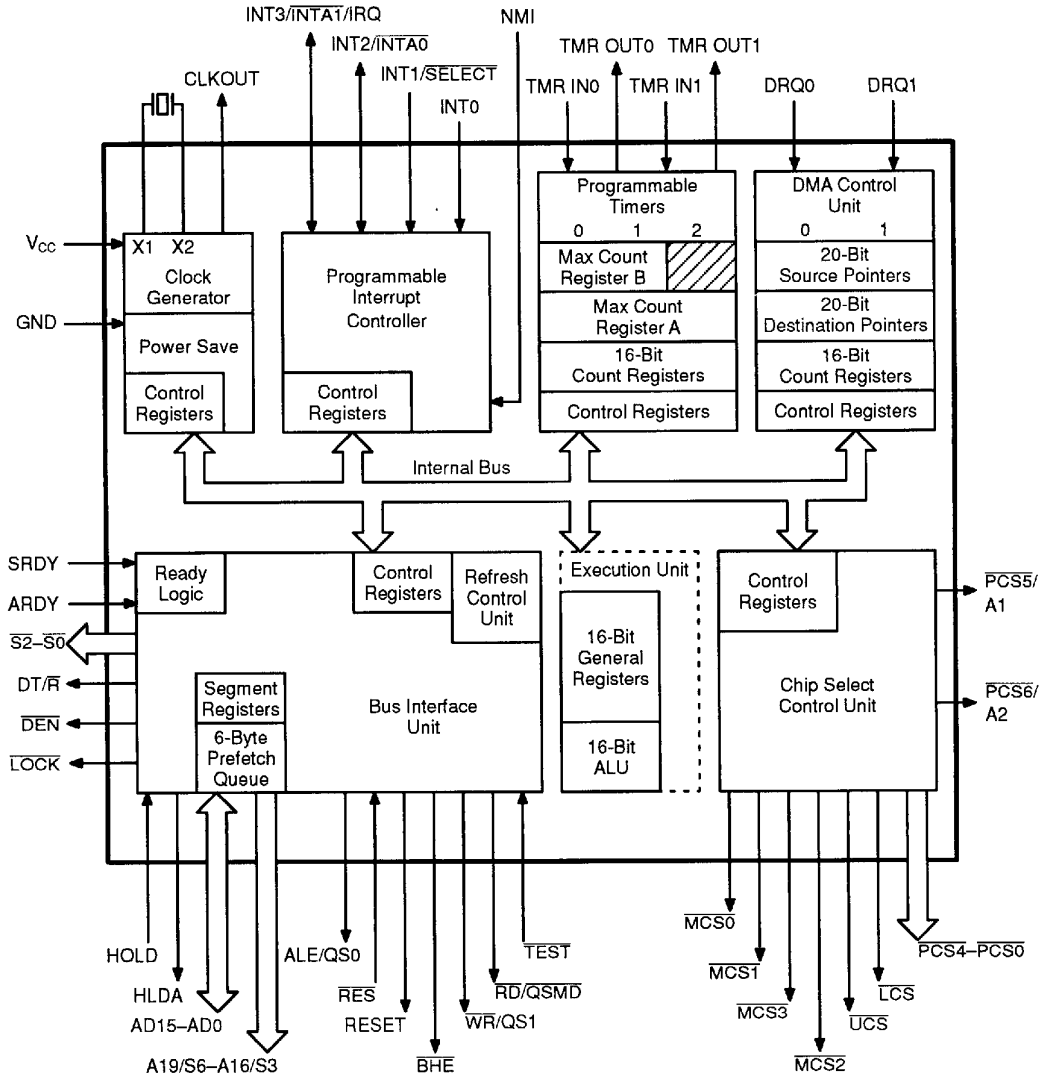 INT3/INTA1/IRQ
NMI
INT2/INTA0
TMR OUT0
TMR OUT1
INT1/SELECT
CLKOUT
TMR IN0
TMR IN1
DRQ0
DRQ1
INT0
VCC
GND
X1
X2
Clock
Generator
Power Save
Control
Registers
Programmable
Interrupt
Controller
Control
Registers
Programmable
Timers
0
1
2
Max Count
Register B
Max Count
Register A
16-Bit
Count Registers
Control Registers
DMA Control
Unit
0
1
20-Bit
Source Pointers
20-Bit
Destination Pointers
16-Bit
Count Registers
Control Registers
Internal Bus
SRDY
ARDY
S2–S0
DT/R
DEN
LOCK
Ready
Logic
Control
Registers
Refresh
Control
Unit
Segment
Registers
6-Byte
Prefetch
Queue
Bus Interface
Unit
Execution Unit
16-Bit
General
Registers
16-Bit
ALU
Control
Registers
Chip Select
Control Unit
PCS5/
A1
PCS6/
A2
HOLD
HLDA
AD15–AD0
A19/S6–A16/S3
ALE/QS0
RES
RESET
BHE
WR/QS1
RD/QSMD
TEST
MCS0
MCS1
MCS3
MCS2
UCS
LCS
PCS4–PCS0